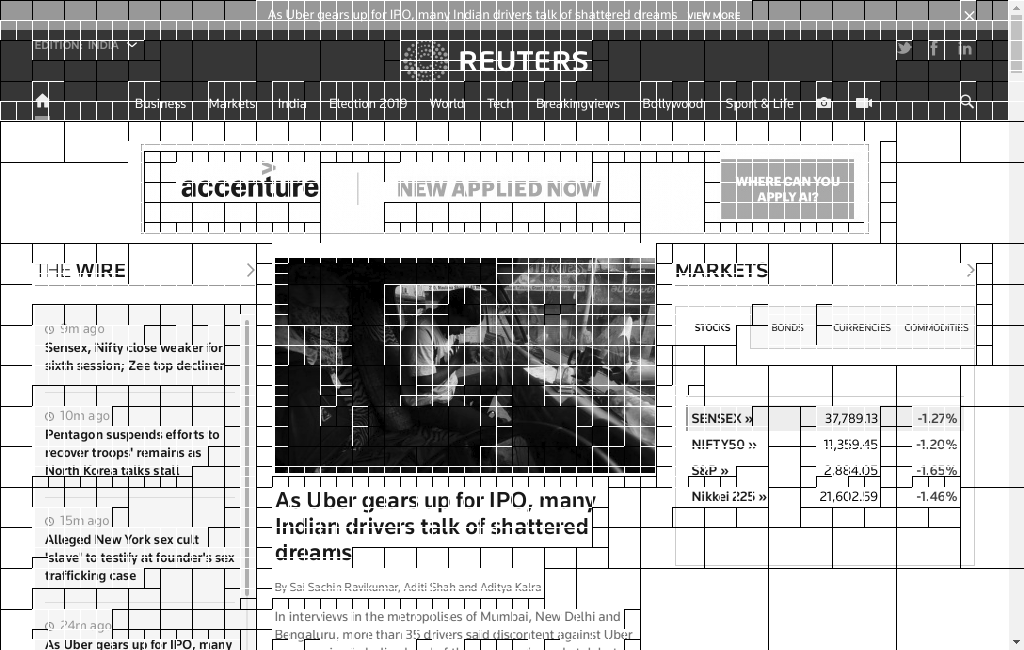 As Uber gears up for IPO, many Indian drivers talk of shattered dreams VIEW MORE
EDITION: INDIA
REUTERS
Business Markets India Election 2019 World Tech Breakingviews Bollywood Sport & Life
accenture NEW APPLIED NOW
WHERE CAN YOU
APPLY AI?
THE WIRE
9m ago
Sensex, Nifty close weaker for
sixth session; Zee top decliner
10m ago
Pentagon suspends efforts to
recover troops' remains as
North Korea talks stall
15m ago
Alleged New York sex cult
'slave' to testify at founder's sex
trafficking case
24m ago
As Uber gears up for IPO, many
As Uber gears up for IPO, many
Indian drivers talk of shattered
dreams
By Sai Sachin Ravikumar, Aditi Shah and Aditya Kalra
In interviews in the metropolises of Mumbai, New Delhi and
Bengaluru, more than 35 drivers said discontent against Uber
MARKETS
STOCKS BONDS CURRENCIES COMMODITIES
SENSEX » 37,789.13 -1.27%
NIFTY50 » 11,359.45 -1.20%
S&P » 2,884.05 -1.65%
Nikkei 225 » 21,602.59 -1.46%